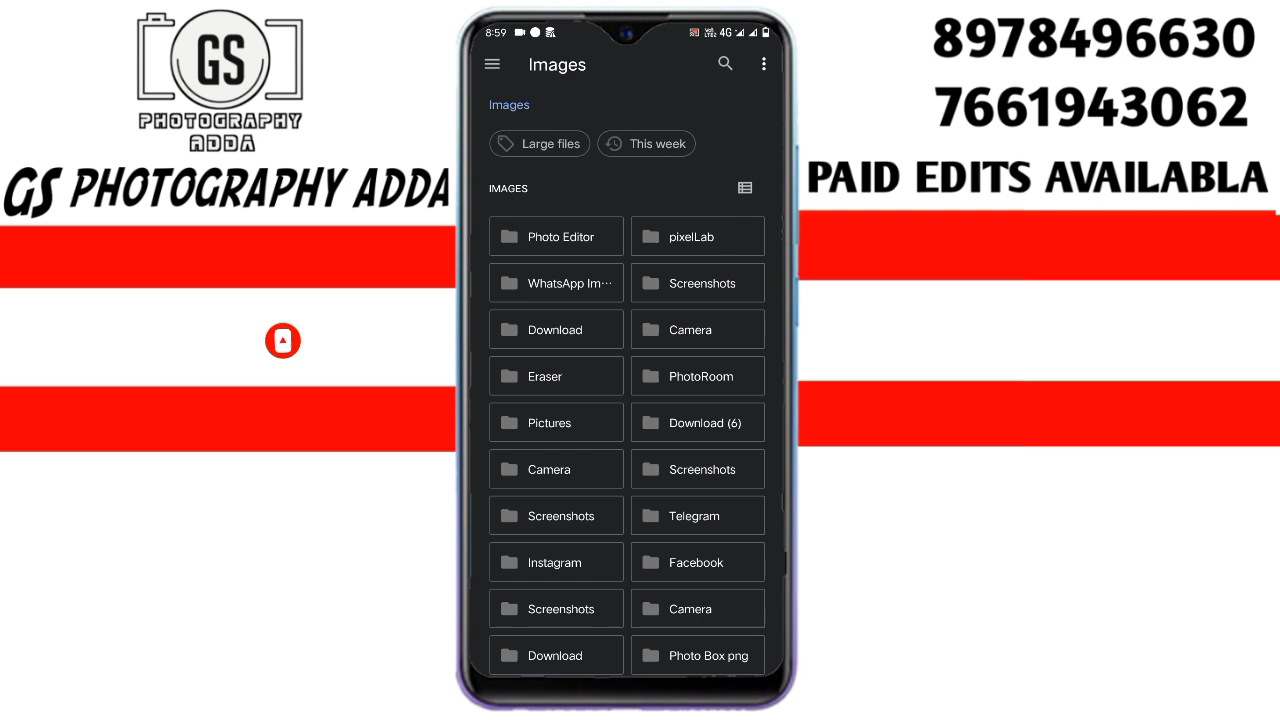 GS
PHOTOGRAPHY
ADDA
GS PHOTOGRAPHY ADDA
8978496630
7661943062
PAID EDITS AVAILABLA
8:59
4G
Images
Images
Large files
This week
IMAGES
Photo Editor
pixelLab
WhatsApp Im...
Screenshots
Download
Camera
Eraser
PhotoRoom
Pictures
Download (6)
Camera
Screenshots
Screenshots
Telegram
Instagram
Facebook
Screenshots
Camera
Download
Photo Box png